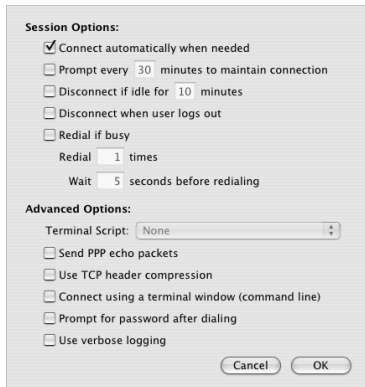 Session Options:
Connect automatically when needed
Prompt every 30 minutes to maintain connection
Disconnect if idle for 10 minutes
Disconnect when user logs out
Redial if busy
Redial 1 times
Wait 5 seconds before redialing
Advanced Options:
Terminal Script: None
Send PPP echo packets
Use TCP header compression
Connect using a terminal window (command line)
Prompt for password after dialing
Use verbose logging
Cancel OK